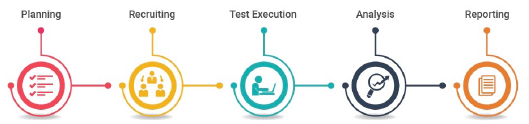 Planning
Recruiting
Test Execution
Analysis
Reporting